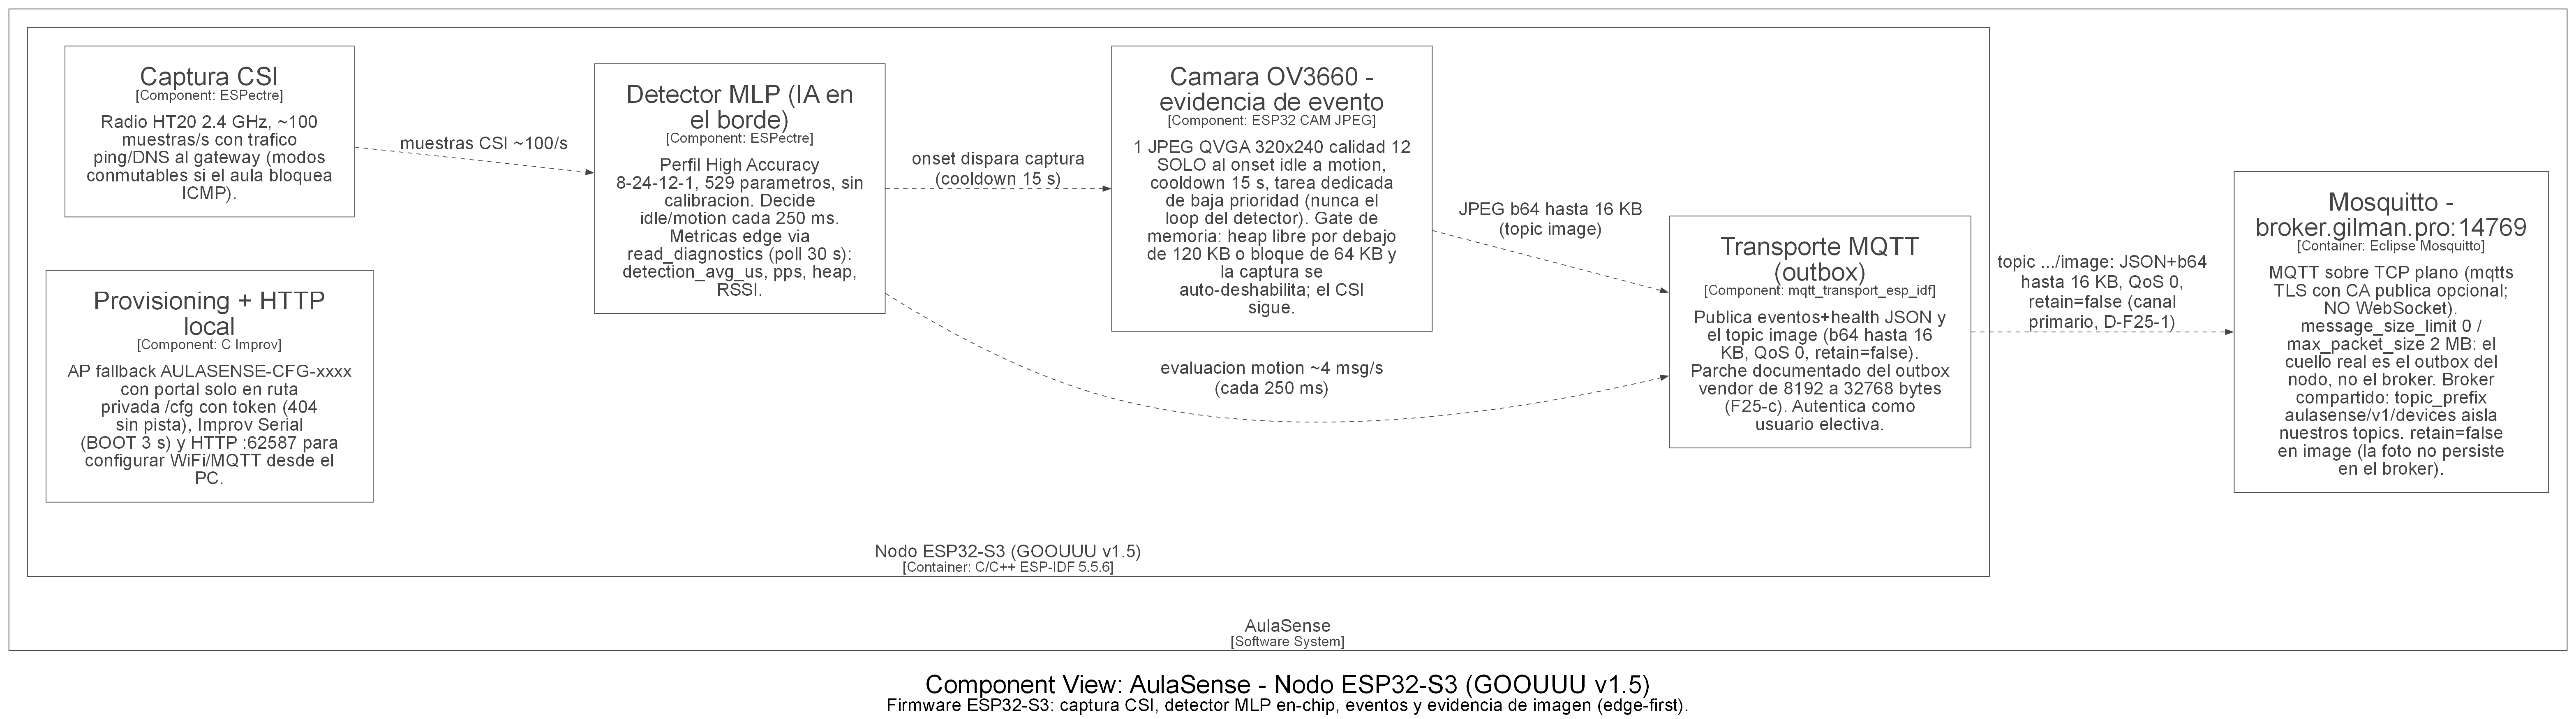 Captura CSI
[Component: ESPectre]
Radio HT20 2.4 GHz, ~100
muestras/s con trafico
ping/DNS al gateway (modos
conmutables si el aula bloquea
ICMP).
muestras CSI ~100/s
Detector MLP (IA en
el borde)
[Component: ESPectre]
Perfil High Accuracy
8-24-12-1, 529 parametros, sin
calibracion. Decide
idle/motion cada 250 ms.
Metricas edge via
read_diagnostics (poll 30 s):
detection_avg_us, pps, heap,
RSSI.
onset dispara captura
(cooldown 15 s)
Camara OV3660 -
evidencia de evento
[Component: ESP32 CAM JPEG]
1 JPEG QVGA 320x240 calidad 12
SOLO al onset idle a motion,
cooldown 15 s, tarea dedicada
de baja prioridad (nunca el
loop del detector). Gate de
memoria: heap libre por debajo
de 120 KB o bloque de 64 KB y
la captura se
auto-deshabilita; el CSI
sigue.
JPEG b64 hasta 16 KB
(topic image)
evaluacion motion ~4 msg/s
(cada 250 ms)
Transporte MQTT
(outbox)
[Component: mqtt_transport_esp_idf]
Publica eventos+health JSON y
el topic image (b64 hasta 16
KB, QoS 0, retain=false).
Parche documentado del outbox
vendor de 8192 a 32768 bytes
(F25-c). Autentica como
usuario electiva.
topic .../image: JSON+b64
hasta 16 KB, QoS 0,
retain=false (canal
primario, D-F25-1)
Mosquitto -
broker.gilman.pro:14769
[Container: Eclipse Mosquitto]
MQTT sobre TCP plano (mqtts
TLS con CA publica opcional;
NO WebSocket).
message_size_limit 0 /
max_packet_size 2 MB: el
cuello real es el outbox del
nodo, no el broker. Broker
compartido: topic_prefix
aulasense/v1/devices aisla
nuestros topics. retain=false
en image (la foto no persiste
en el broker).
Provisioning + HTTP
local
[Component: C Improv]
AP fallback AULASENSE-CFG-xxxx
con portal solo en ruta
privada /cfg con token (404
sin pista), Improv Serial
(BOOT 3 s) y HTTP :62587 para
configurar WiFi/MQTT desde el
PC.
Nodo ESP32-S3 (GOOUUU v1.5)
[Container: C/C++ ESP-IDF 5.5.6]
AulaSense
[Software System]
Component View: AulaSense - Nodo ESP32-S3 (GOOUUU v1.5)
Firmware ESP32-S3: captura CSI, detector MLP en-chip, eventos y evidencia de imagen (edge-first).